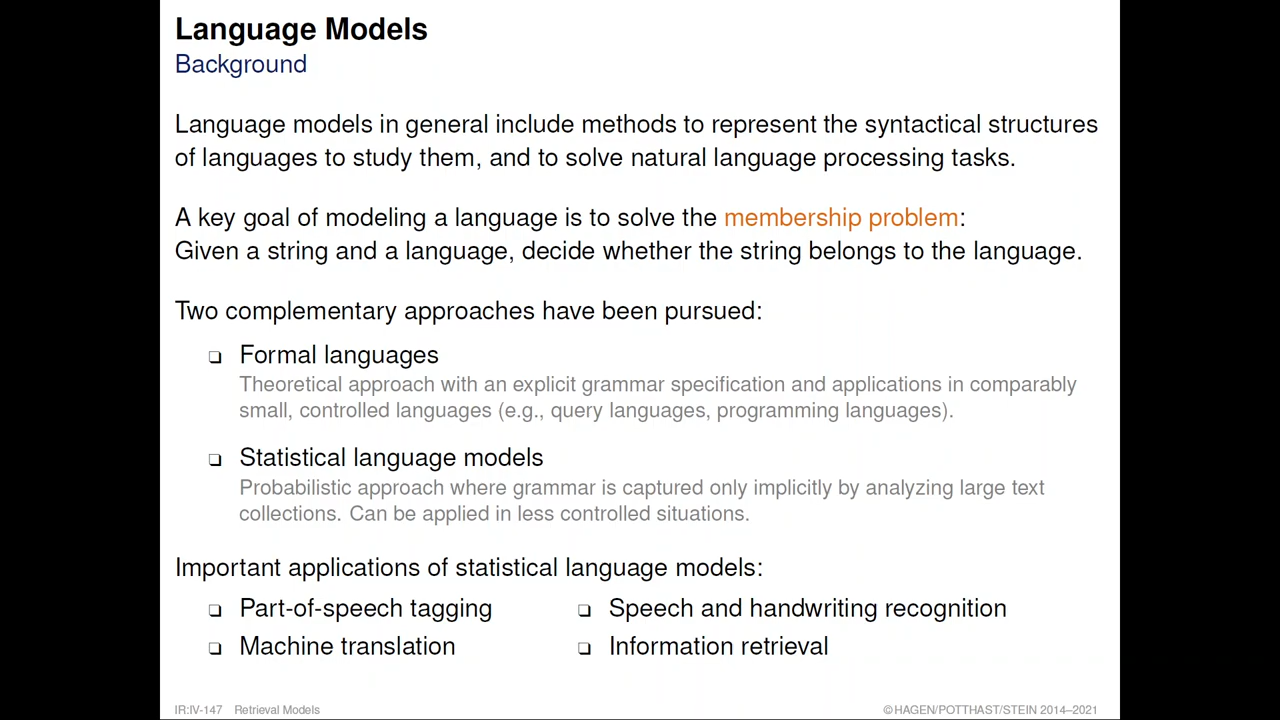 Language Models
Background
Language models in general include methods to represent the syntactical structures
of languages to study them, and to solve natural language processing tasks.
A key goal of modeling a language is to solve the membership problem:
Given a string and a language, decide whether the string belongs to the language.
Two complementary approaches have been pursued:
❑ Formal languages
Theoretical approach with an explicit grammar specification and applications in comparably
small, controlled languages (e.g., query languages, programming languages).
❑ Statistical language models
Probabilistic approach where grammar is captured only implicitly by analyzing large text
collections. Can be applied in less controlled situations.
Important applications of statistical language models:
❑ Part-of-speech tagging ❑ Speech and handwriting recognition
❑ Machine translation ❑ Information retrieval
IR:IV-147 Retrieval Models ©HAGEN/POTTHAST/STEIN 2014–2021